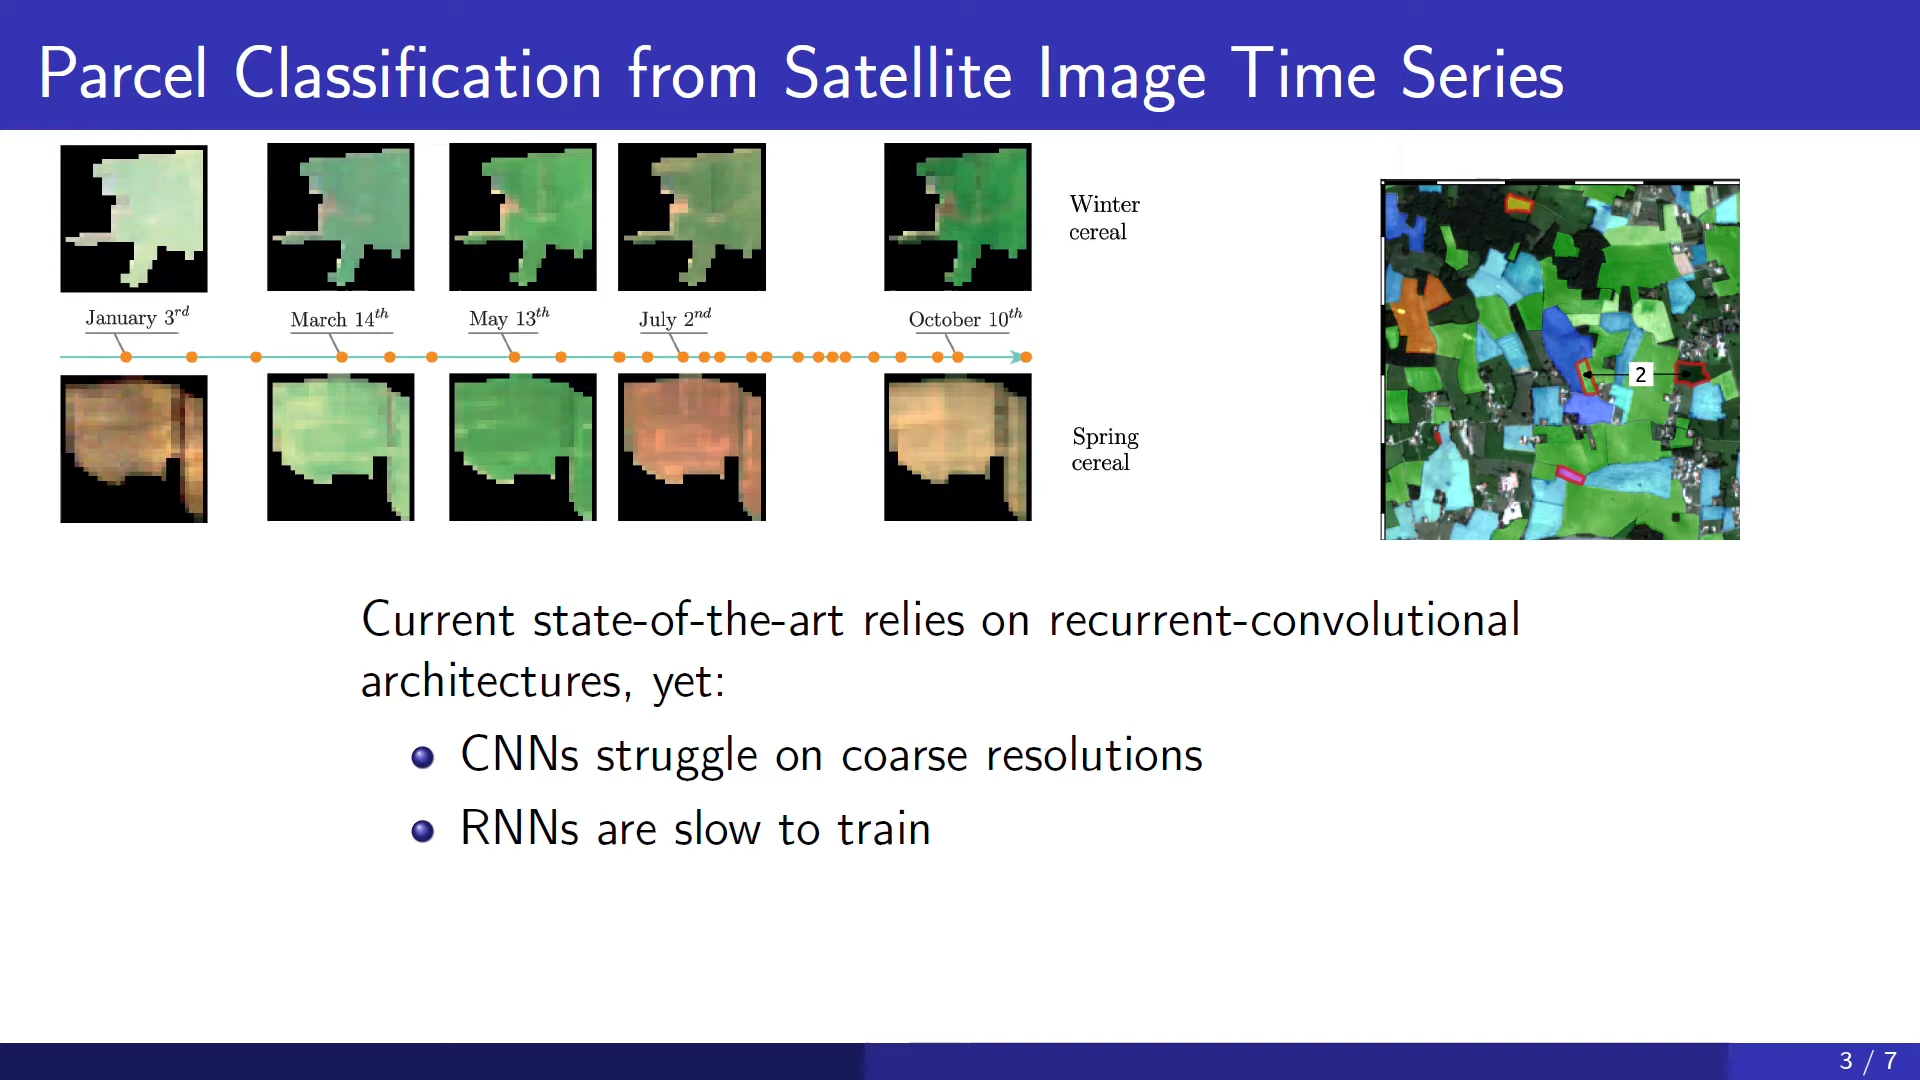 Parcel Classification from Satellite Image Time Series
Winter
cereal
January 3rd
March 14th
May 13th
July 2nd
October 10th
2
Spring
cereal
Current state-of-the-art relies on recurrent-convolutional
architectures, yet:
CNNs struggle on coarse resolutions
RNNs are slow to train
3 / 7